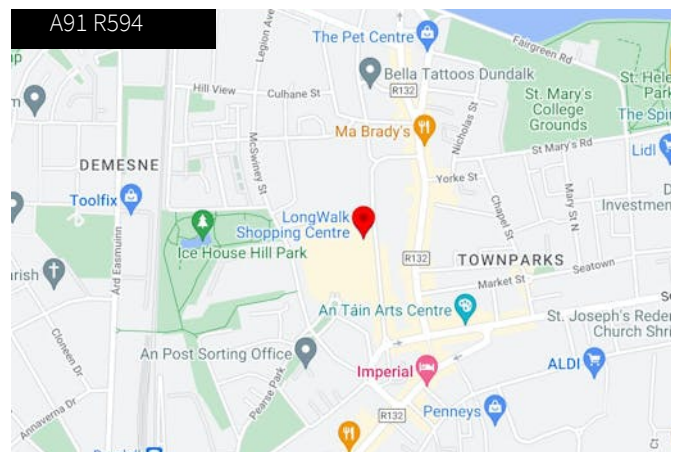 A91 R594
Legion Ave
The Pet Centre
Fairgreen Rd
Bella Tattoos Dundalk
St. Hele
Park
Hill View
Culhane St
R132
St. Mary's
College
Grounds
The Spi
Ma Brady's
Nicholas St
McSwiney St
St Mary's Rd
Lidl
DEMESNE
Yorke St
Toolfix
Chapel St
Mary St N
D
Investmen
LongWalk
Shopping Centre
Ice House Hill Park
R132
TOWNPARKS
Seatown
Market St
rish
Ard Easmuinn
An Táin Arts Centre
St. Joseph's Rede
Church Shri
Cloneen Dr
An Post Sorting Office
Imperial
ALDI
Pearse Park
Annaverna Dr
R132
Penneys